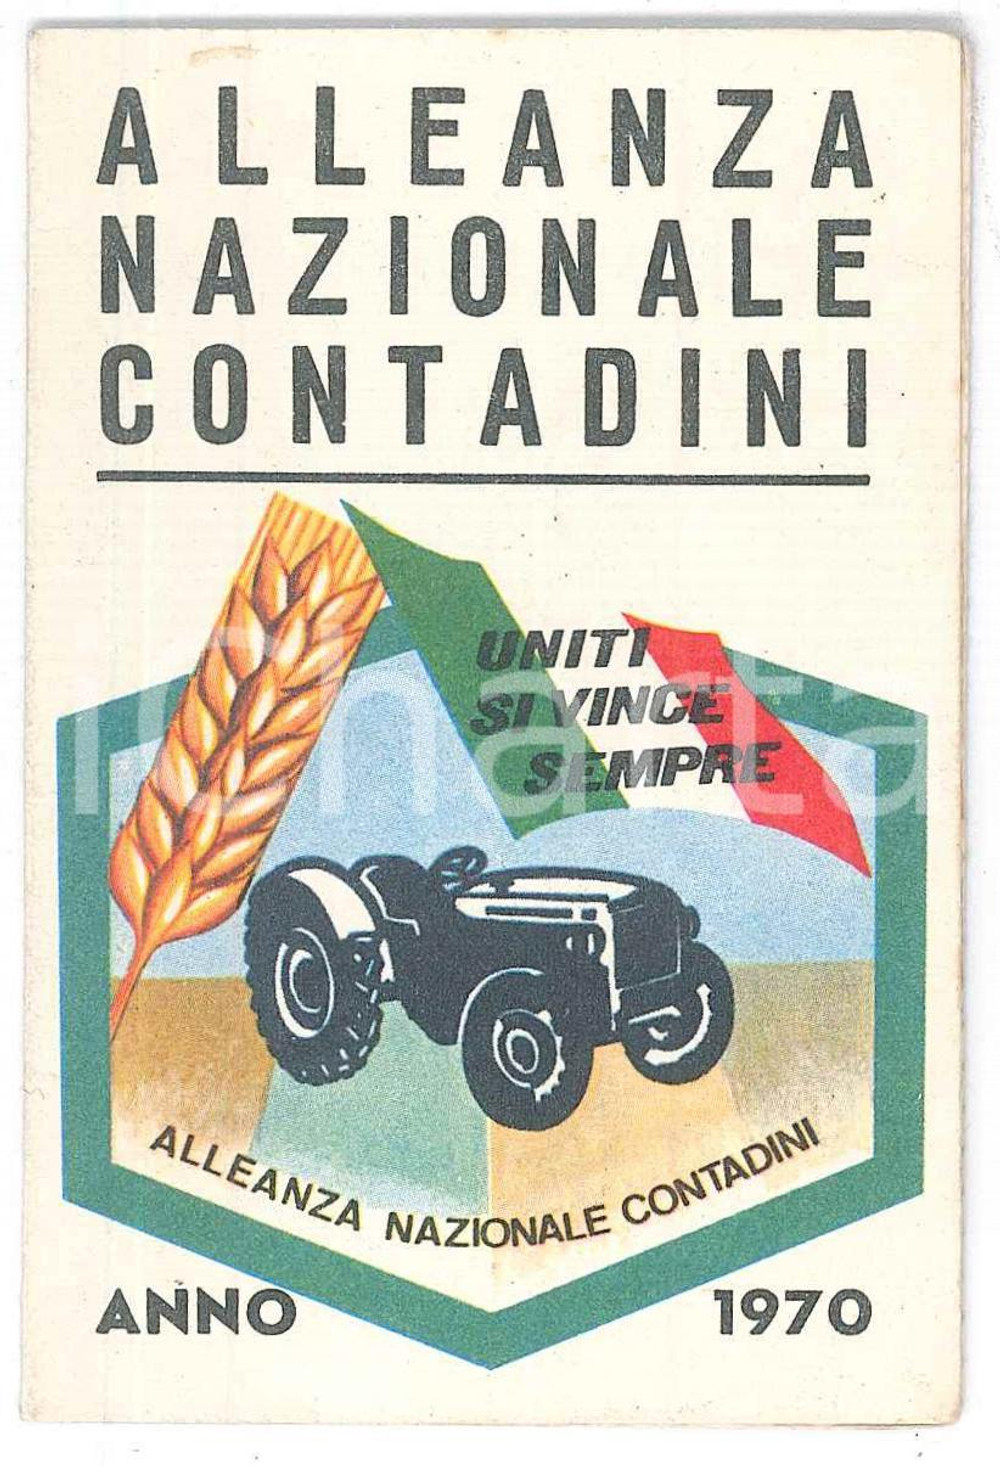 ALLEANZA
NAZIONALE
CONTADINI
UNITI
SI VINCE
SEMPRE
ALLEANZA NAZIONALE CONTADINI
ANNO 1970